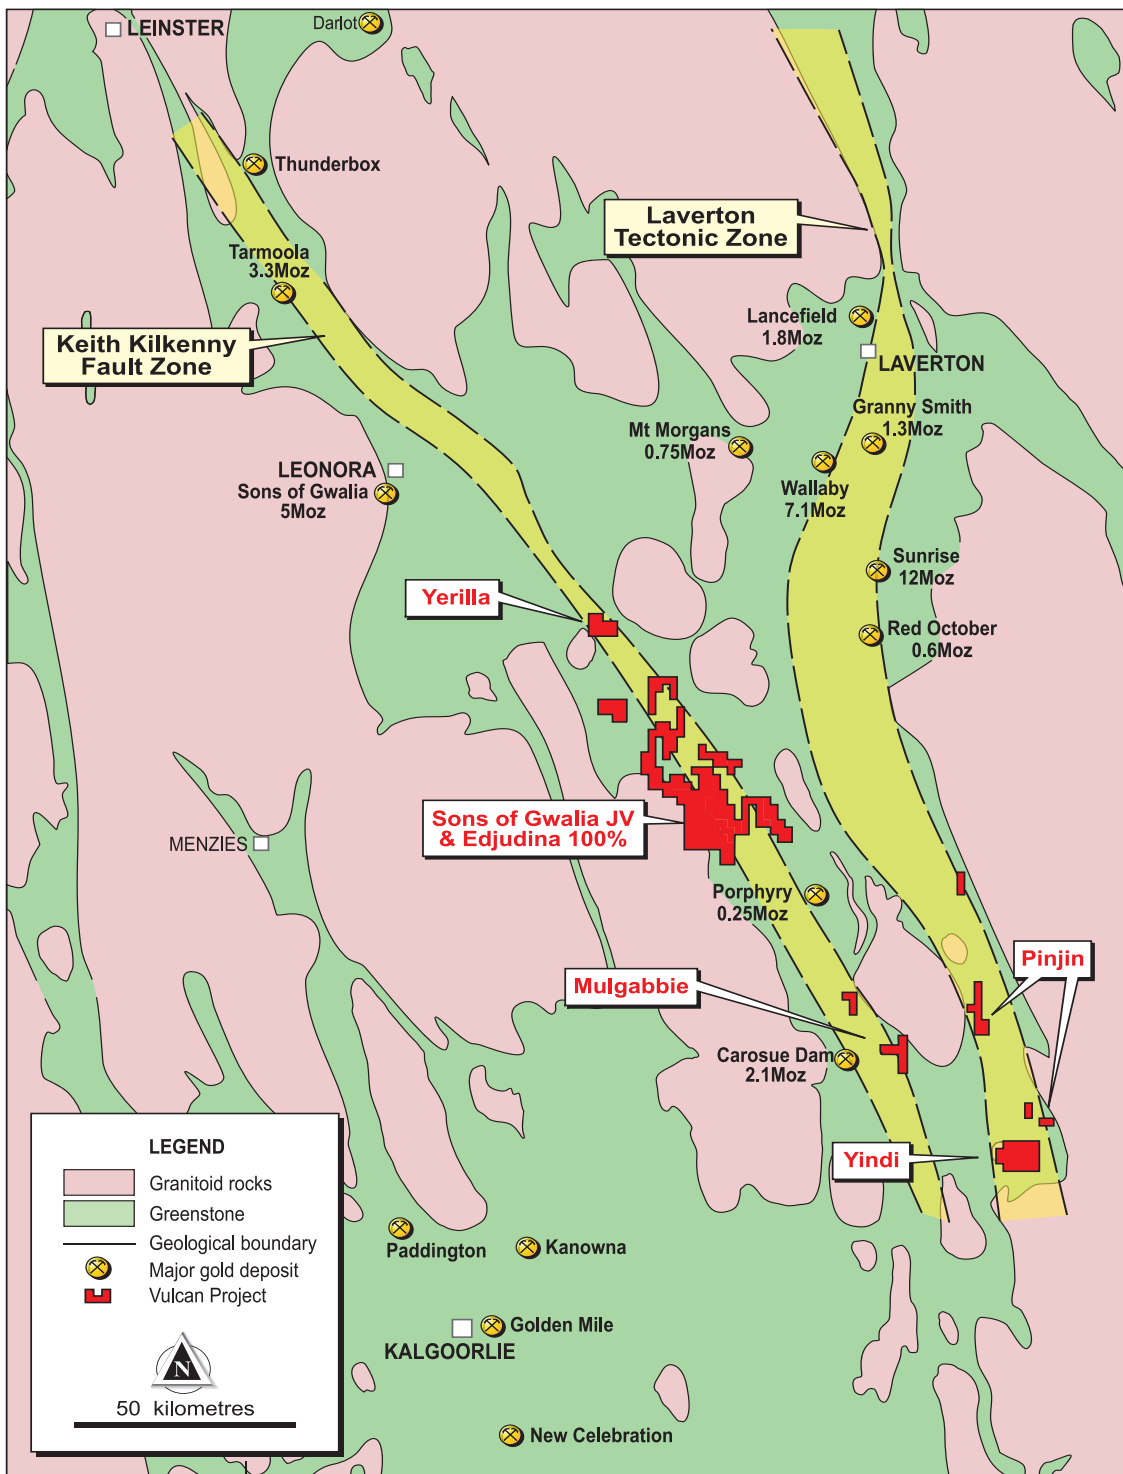 LEINSTER
Darlot
Thunderbox
Laverton
Tectonic Zone
Tarmoola
3.3Moz
Keith Kilkenny
Fault Zone
Lancefield
1.8Moz
LAVERTON
Granny Smith
1.3Moz
Mt Morgans
0.75Moz
LEONORA
Sons of Gwalia
5Moz
Wallaby
7.1Moz
Sunrise
12Moz
Yerilla
Red October
0.6Moz
Sons of Gwalia JV
& Edjudina 100%
MENZIES
Porphyry
0.25Moz
Pinjin
Mulgabbie
Carosue Dam
2.1Moz
Yindi
LEGEND
Granitoid rocks
Greenstone
Geological boundary
Major gold deposit
Vulcan Project
N
50 kilometres
Paddington
Kanowna
Golden Mile
KALGOORLIE
New Celebration